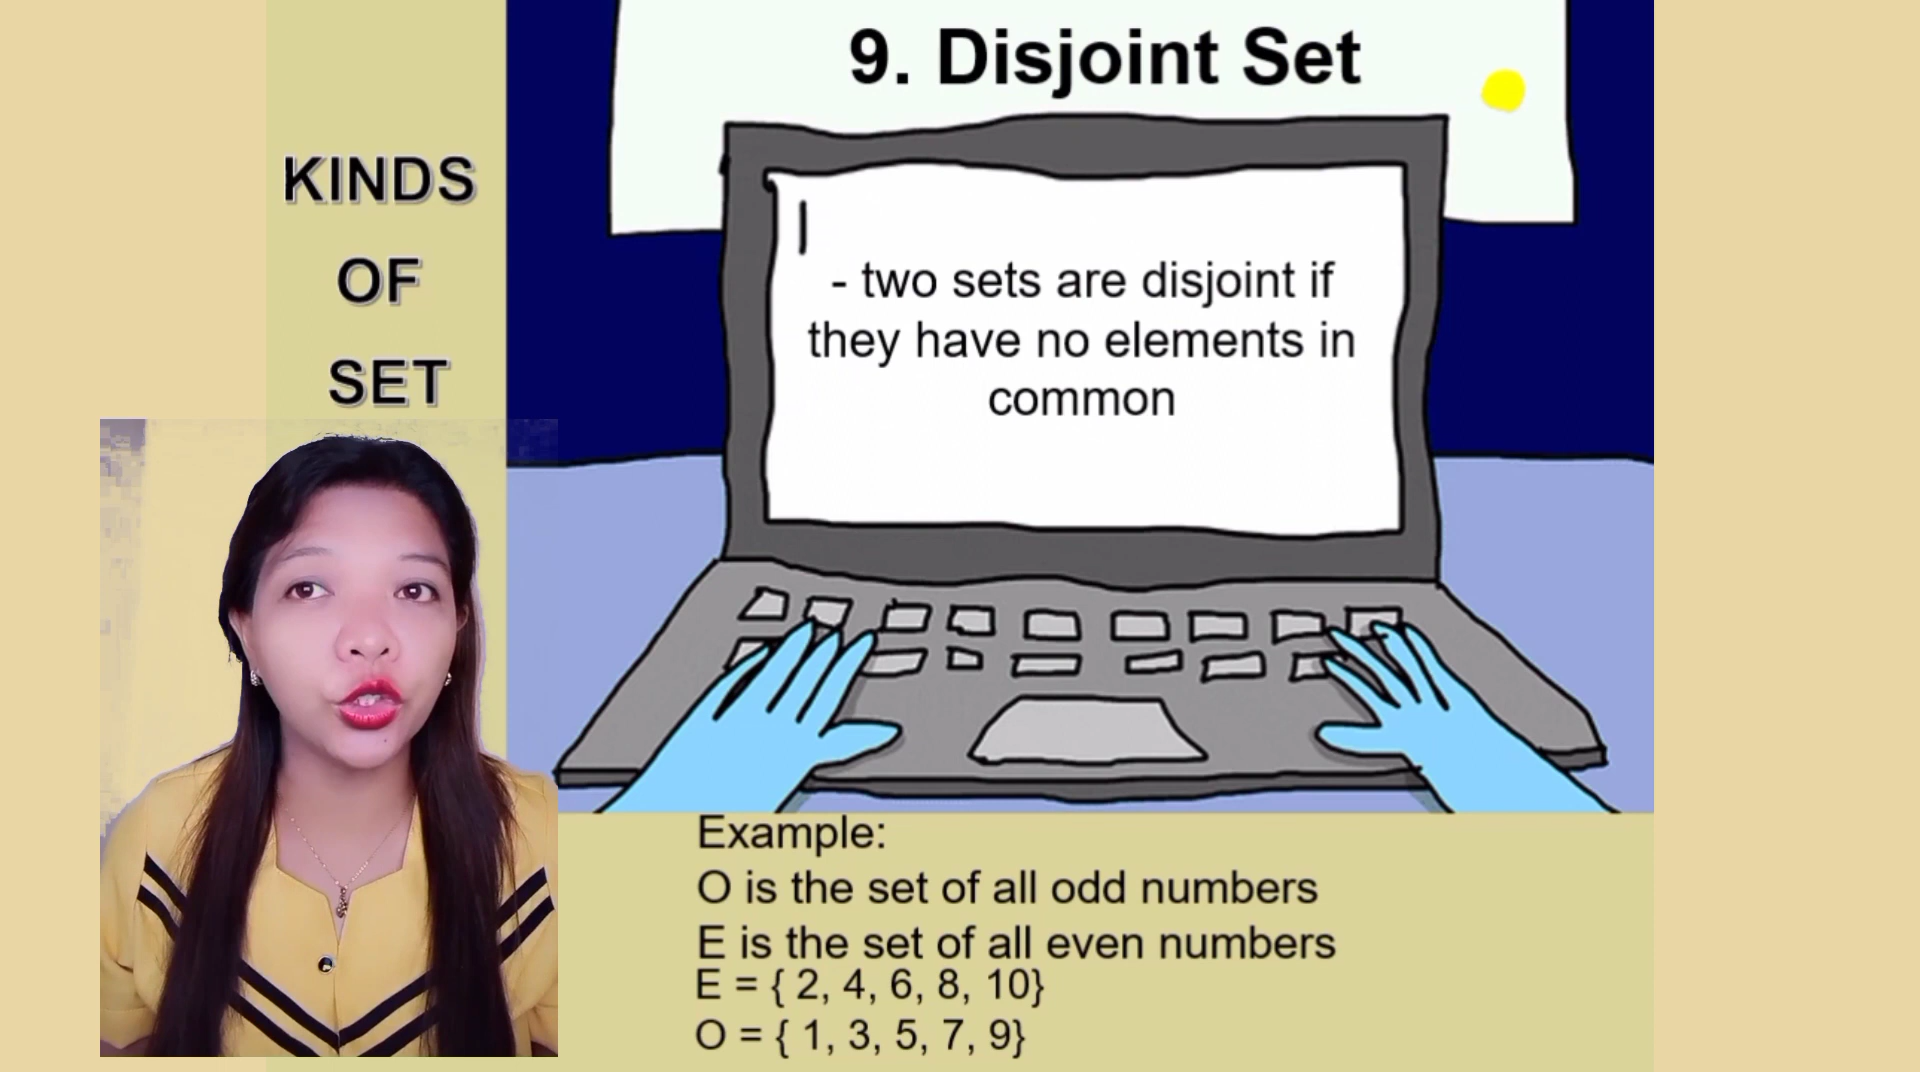 KINDS
OF
SET
9. Disjoint Set
- two sets are disjoint if
they have no elements in
common
Example:
O is the set of all odd numbers
E is the set of all even numbers
E = { 2, 4, 6, 8, 10}
O = { 1, 3, 5, 7, 9}